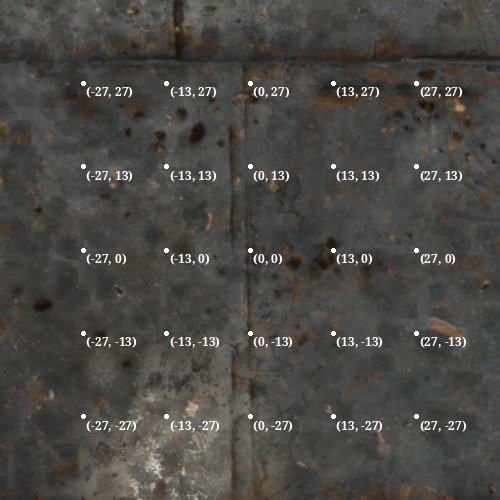 (-27, 27) (-13, 27) (0, 27) (13, 27) (27, 27)
(-27, 13) (-13, 13) (0, 13) (13, 13) (27, 13)
(-27, 0) (-13, 0) (0, 0) (13, 0) (27, 0)
(-27, -13) (-13, -13) (0, -13) (13, -13) (27, -13)
(-27, -27) (-13, -27) (0, -27) (13, -27) (27, -27)